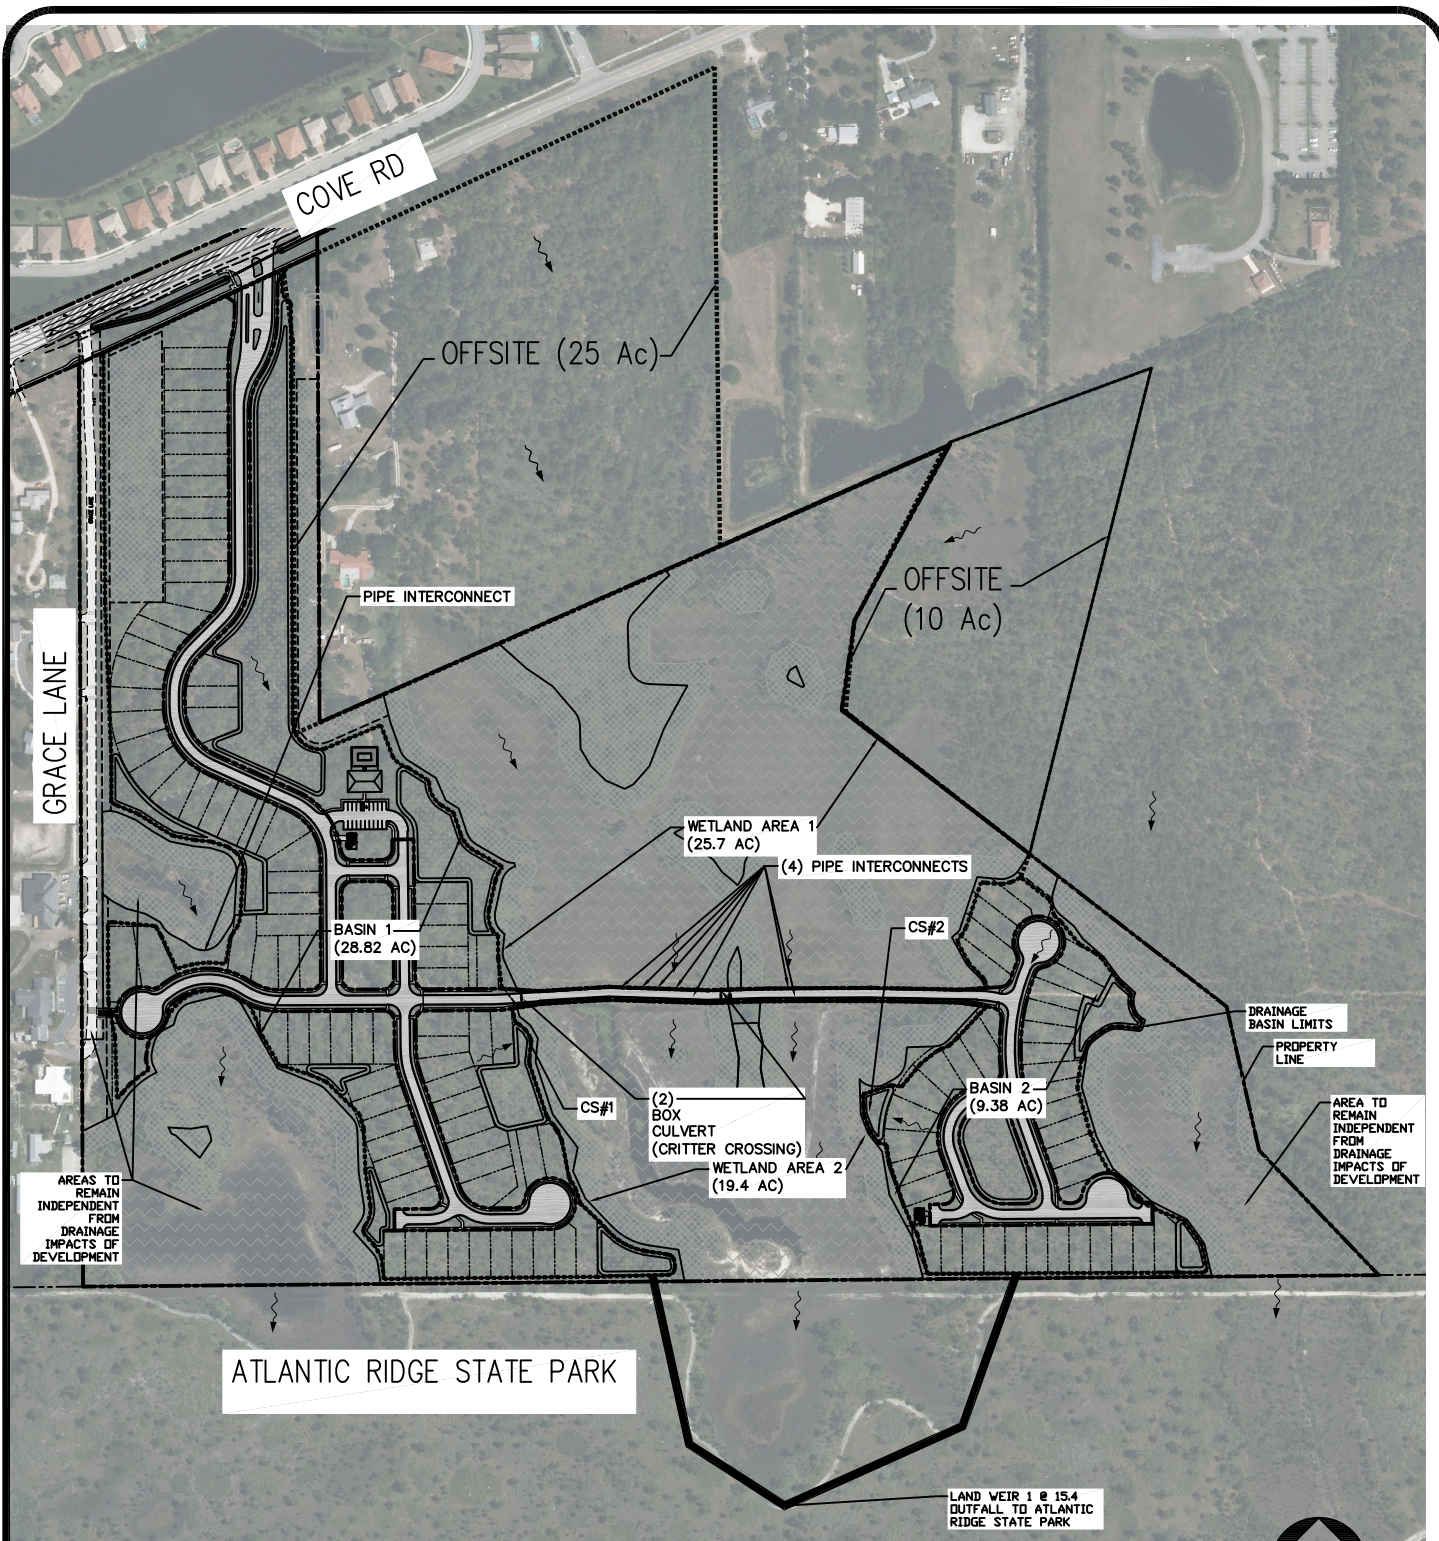 COVE RD
OFFSITE (25 Ac)
OFFSITE
(10 Ac)
PIPE INTERCONNECT
GRACE LANE
WETLAND AREA 1
(25.7 AC)
(4) PIPE INTERCONNECTS
CS#2
BASIN 1
(28.82 AC)
DRAINAGE
BASIN LIMITS
PROPERTY
LINE
BASIN 2
(9.38 AC)
(2)
BOX
CULVERT
(CRITTER CROSSING)
CS#1
AREA TO
REMAIN
INDEPENDENT
FROM
DRAINAGE
IMPACTS OF
DEVELOPMENT
WETLAND AREA 2
(19.4 AC)
AREAS TO
REMAIN
INDEPENDENT
FROM
DRAINAGE
IMPACTS OF
DEVELOPMENT
ATLANTIC RIDGE STATE PARK
LAND WEIR 1 @ 15.4
OUTFALL TO ATLANTIC
RIDGE STATE PARK